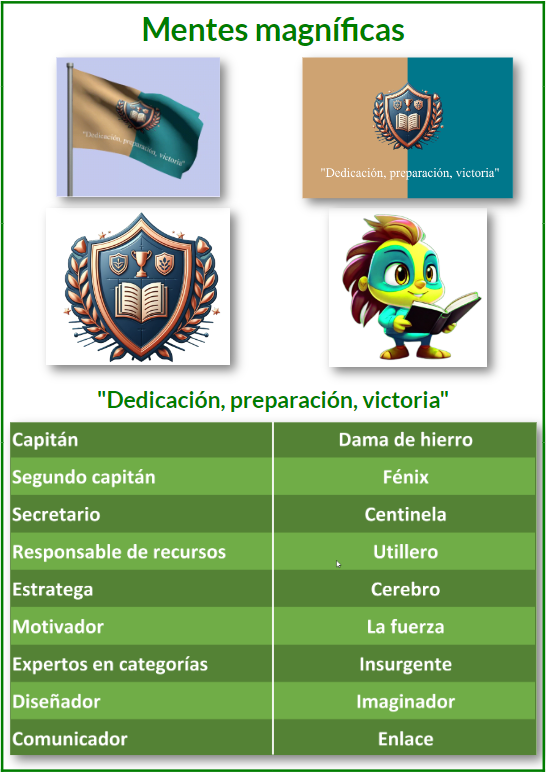 Mentes magníficas
"Dedicación, preparación, victoria"
"Dedicación, preparación, victoria"
"Dedicación, preparación, victoria"
Capitán Dama de hierro
Segundo capitán Fénix
Secretario Centinela
Responsable de recursos Utillero
Estratega Cerebro
Motivador La fuerza
Expertos en categorías Insurgente
Diseñador Imaginador
Comunicador Enlace